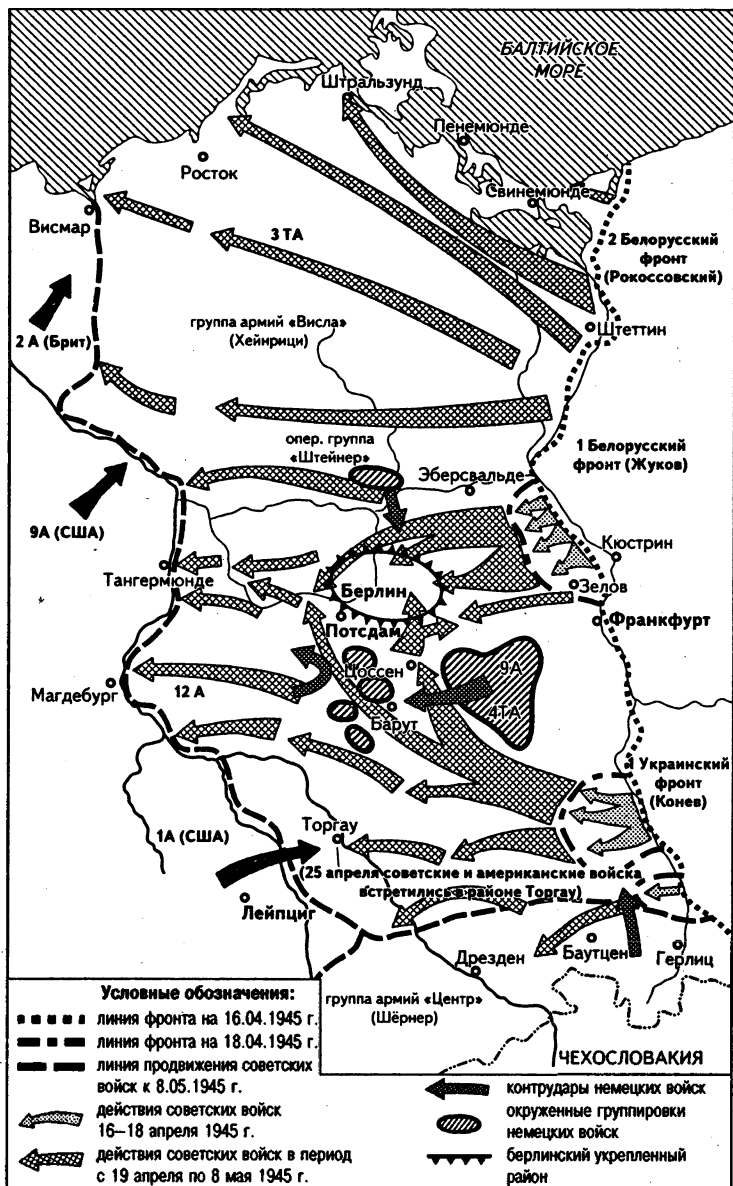 БАЛТИЙСКОЕ
МОРЕ
Штральзунд
Пенемюнде
Росток
Свинемюнде
Висмар
3 ТА
2 Белорусский
фронт
(Рокоссовский)
группа армий «Висла»
(Хейнрици)
2 А (Брит)
Штеттин
опер. группа
«Штейнер»
1 Белорусский
фронт (Жуков)
Эберсвальде
9А (США)
Кюстрин
Тангермюнде
Берлин
Зелов
Потсдам
Франкфурт
Цоссен
9А
Магдебург
12 А
4ТА
Барут
1 Украинский
фронт
(Конев)
1А (США)
Торгау
(25 апреля советские и американские войска
встретились в районе Торгау)
Лейпциг
Дрезден
Баутцен
Герлиц
группа армий «Центр»
(Шёрнер)
ЧЕХОСЛОВАКИЯ
Условные обозначения:
линия фронта на 16.04.1945 г.
линия фронта на 18.04.1945 г.
линия продвижения советских
войск к 8.05.1945 г.
действия советских войск
16–18 апреля 1945 г.
действия советских войск в период
с 19 апреля по 8 мая 1945 г.
контрудары немецких войск
окруженные группировки
немецких войск
берлинский укрепленный
район